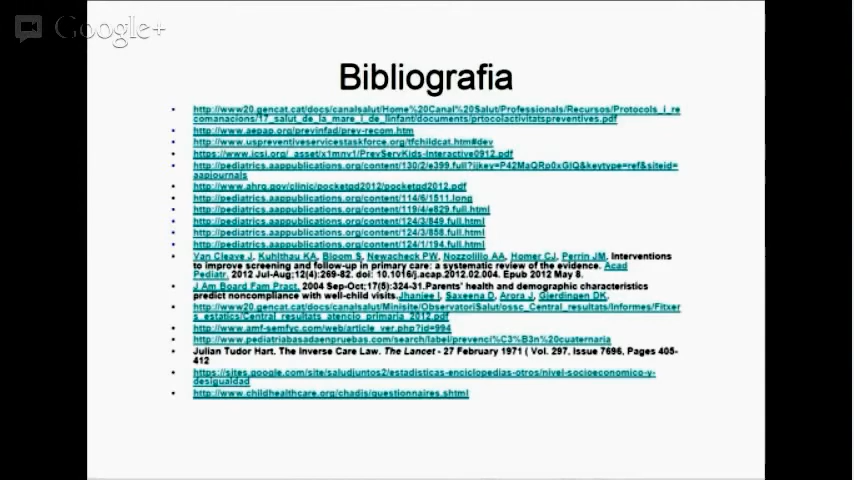 Google+
Bibliografia
http://www20.gencat.cat/docs/canalsalut/Home%20Canal%20Salut/Professionals/Recursos/Protocols_i_re
comanacions/17_salut_de_la_mare_i_de_linfant/documents/prtocolactivitatspreventives.pdf
http://www.aepap.org/previnfad/prev-recom.htm
http://www.uspreventiveservicestaskforce.org/tfchildcat.htm#dev
https://www.icsi.org/_asset/x1mnv1/PrevServKids-Interactive0912.pdf
http://pediatrics.aappublications.org/content/130/2/e399.full?ijkey=P42MaQRp0xGIQ&keytype=ref&siteid=
aapjournals
http://www.ahrq.gov/clinic/pocketgd2012/pocketgd2012.pdf
http://pediatrics.aappublications.org/content/114/6/1511.long
http://pediatrics.aappublications.org/content/119/4/e829.full.html
http://pediatrics.aappublications.org/content/124/3/849.full.html
http://pediatrics.aappublications.org/content/124/3/858.full.html
http://pediatrics.aappublications.org/content/124/1/194.full.html
Van Cleave J, Kuhlthau KA, Bloom S, Newacheck PW, Nozzolillo AA, Homer CJ, Perrin JM. Interventions
to improve screening and follow-up in primary care: a systematic review of the evidence. Acad
Pediatr. 2012 Jul-Aug;12(4):269-82. doi: 10.1016/j.acap.2012.02.004. Epub 2012 May 8.
J Am Board Fam Pract. 2004 Sep-Oct;17(5):324-31.Parents' health and demographic characteristics
predict noncompliance with well-child visits.Jhanjee I, Saxeena D, Arora J, Gjerdingen DK.
http://www20.gencat.cat/docs/canalsalut/Minisite/ObservatoriSalut/ossc_Central_resultats/Informes/Fitxer
s_estatics/Central_resultats_atencio_primaria_2012.pdf
http://www.amf-semfyc.com/web/article_ver.php?id=994
http://www.pediatriabasadaenpruebas.com/search/label/prevenci%C3%B3n%20cuaternaria
Julian Tudor Hart. The Inverse Care Law. The Lancet - 27 February 1971 ( Vol. 297, Issue 7696, Pages 405-
412
https://sites.google.com/site/saludjuntos2/estadisticas-enciclopedias-otros/nivel-socioeconomico-y-
desigualdad
http://www.childhealthcare.org/chadis/questionnaires.shtml